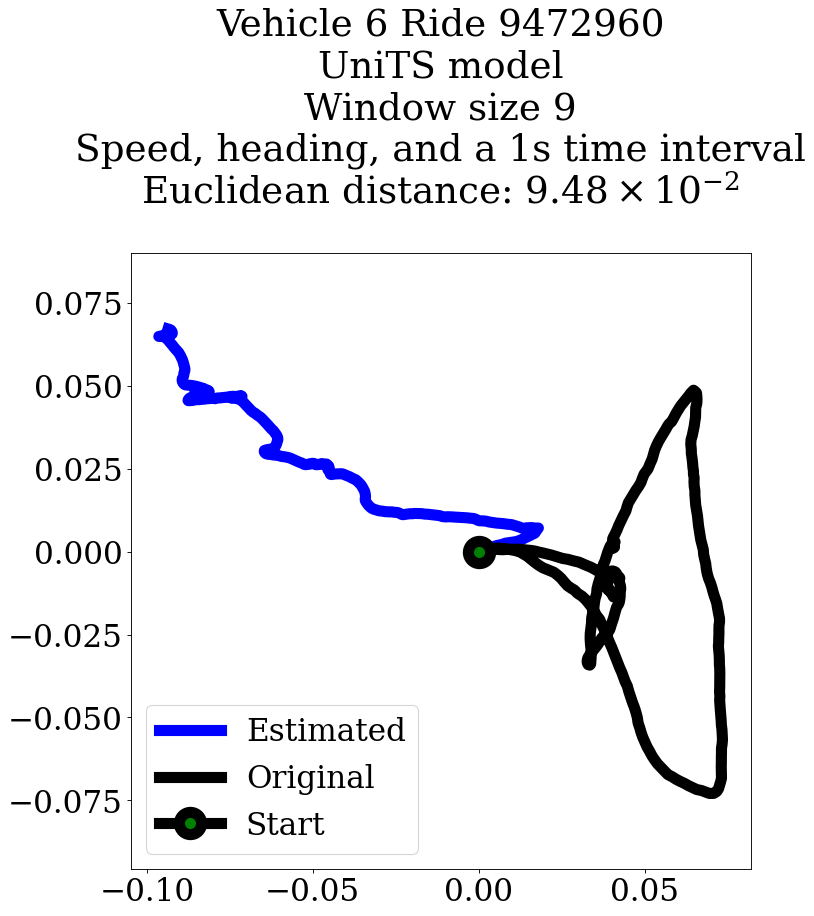 Vehicle 6 Ride 9472960
UniTS model
Window size 9
Speed, heading, and a 1s time interval
Euclidean distance: 9.48 × 10⁻²
0.075
0.050
0.025
0.000
−0.025
−0.050
−0.075
Estimated
Original
Start
−0.10
−0.05
0.00
0.05